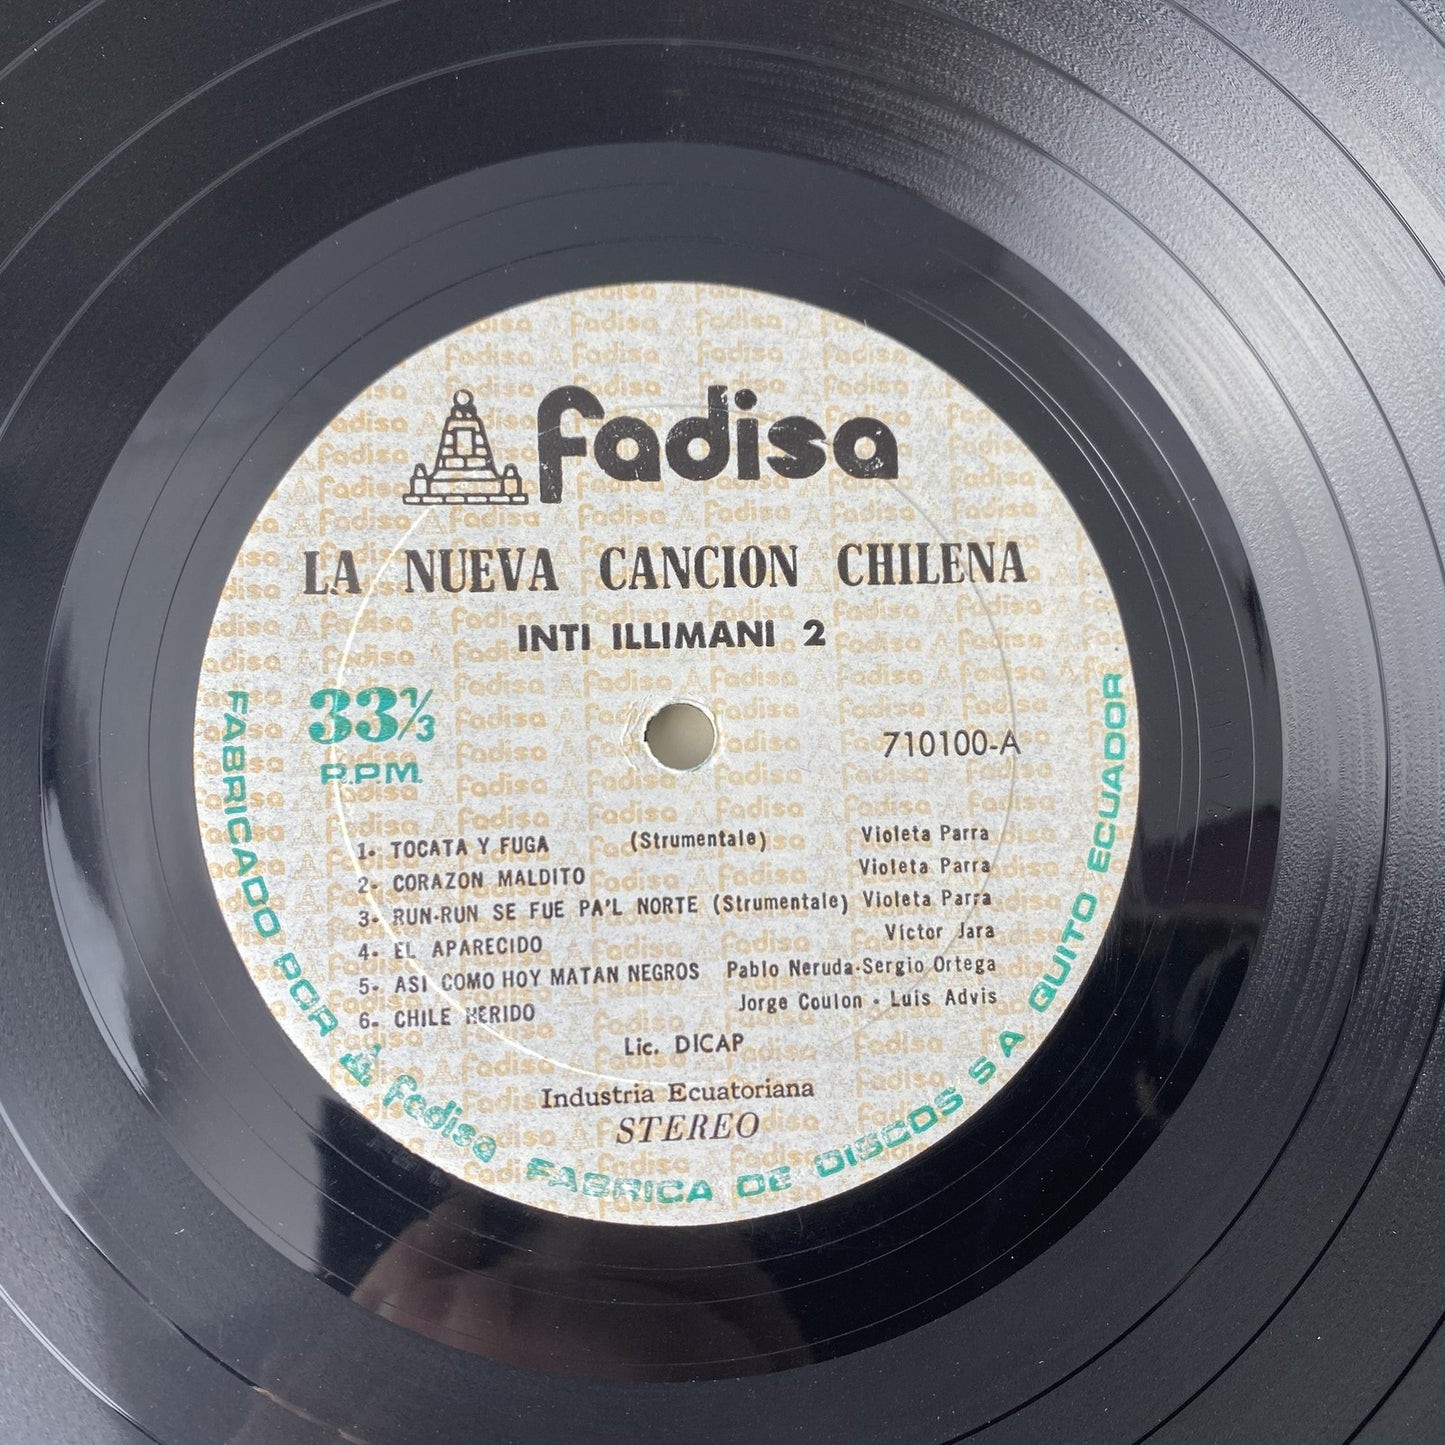 fadisa
LA NUEVA CANCION CHILENA
INTI ILLIMANI 2
33⅓
R.P.M.
710100-A
1- TOCATA Y FUGA (Strumentale) Violeta Parra
2- CORAZON MALDITO Violeta Parra
3- RUN-RUN SE FUE PA'L NORTE (Strumentale) Violeta Parra
4- EL APARECIDO Víctor Jara
5- ASI COMO HOY MATAN NEGROS Pablo Neruda-Sergio Ortega
6- CHILE HERIDO Jorge Coulon - Luis Advis
Lic. DICAP
Industria Ecuatoriana
STEREO
FABRICADO POR fadisa FABRICA DE DISCOS S A QUITO ECUADOR